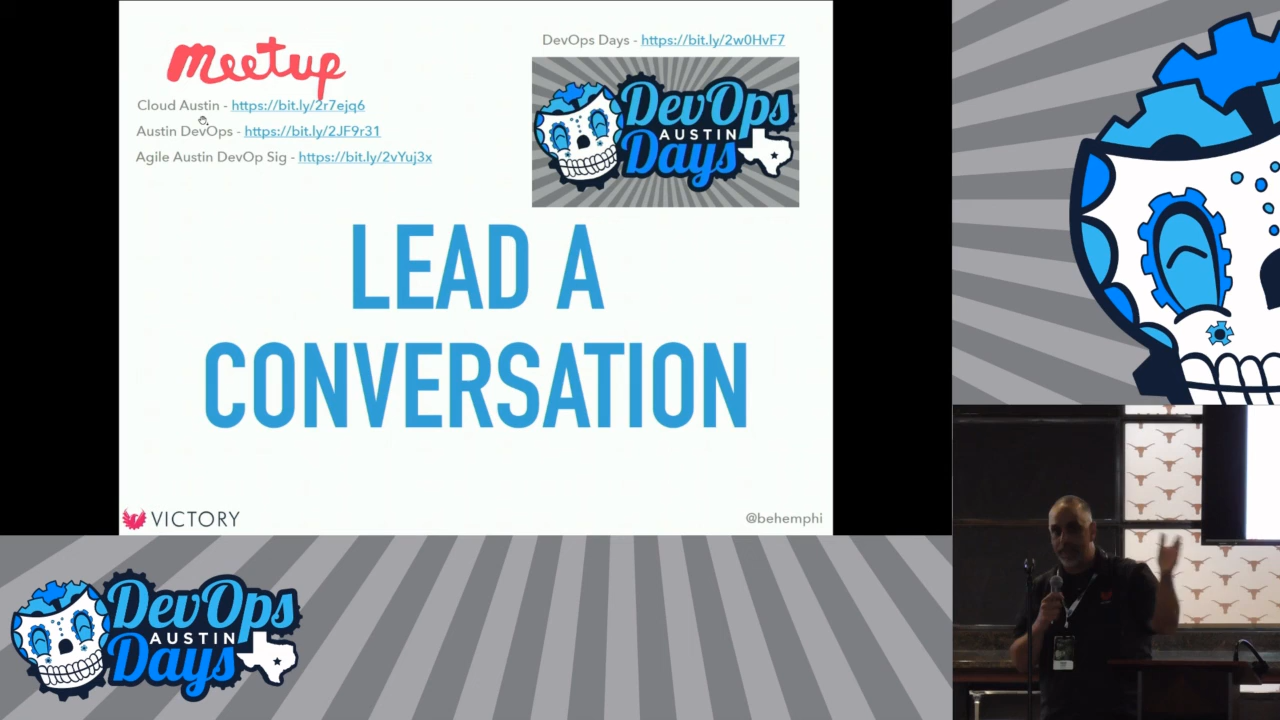 meetup
Cloud Austin - https://bit.ly/2r7ejq6
Austin DevOps - https://bit.ly/2JF9r31
Agile Austin DevOp Sig - https://bit.ly/2vYuj3x
DevOps Days - https://bit.ly/2w0HvF7
DevOps
AUSTIN
Days
LEAD A
CONVERSATION
VICTORY
@behemphi
DevOps
AUSTIN
Days